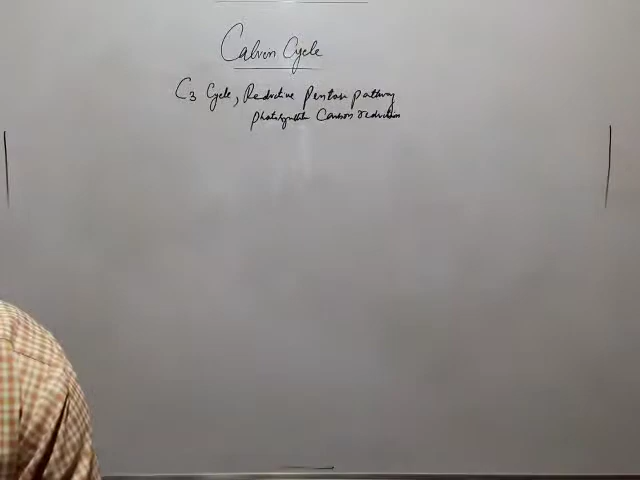 Calvin Cycle
C3 Cycle, Reductive Pentose pathway
Photosynthetic Carbon reduction